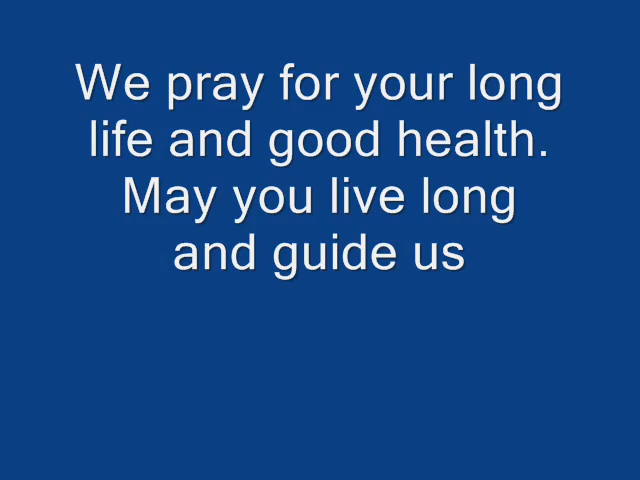 We pray for your long
life and good health.
May you live long
and guide us